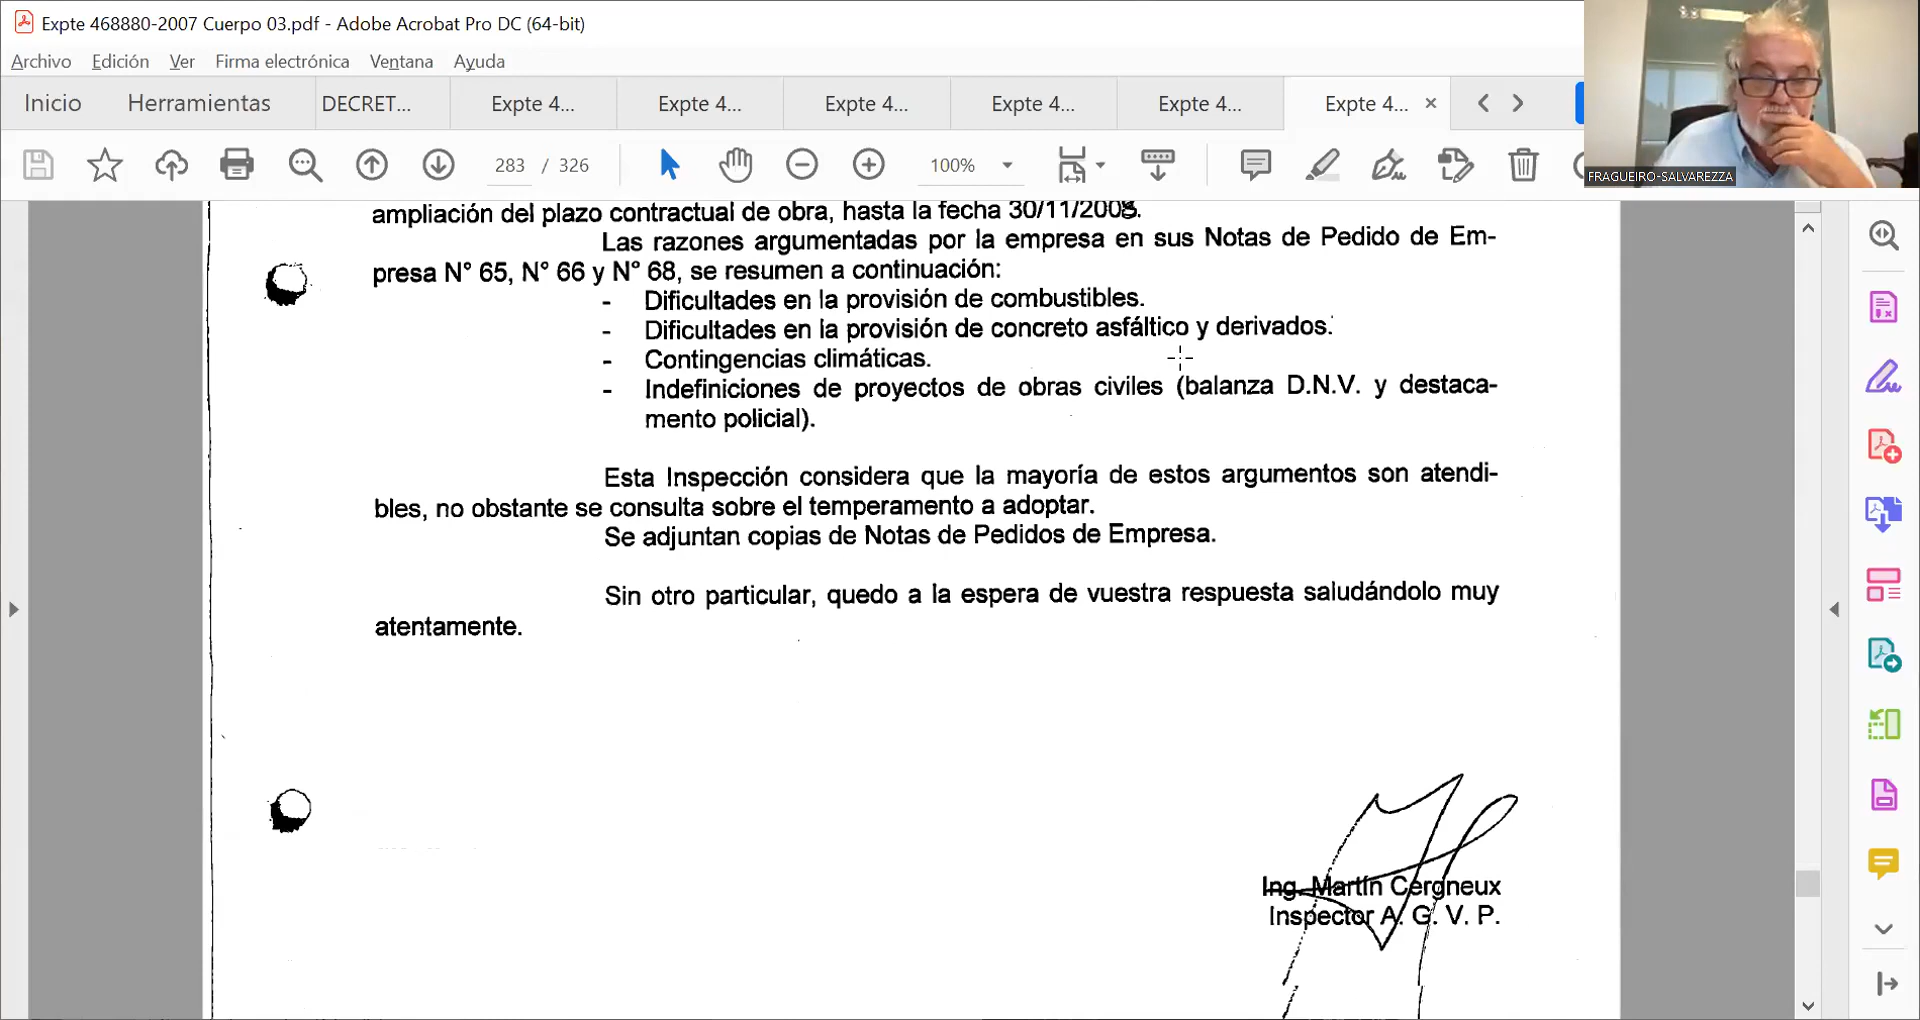 Expte 468880-2007 Cuerpo 03.pdf - Adobe Acrobat Pro DC (64-bit)
Archivo Edición Ver Firma electrónica Ventana Ayuda
Inicio Herramientas DECRET... Expte 4... Expte 4... Expte 4... Expte 4... Expte 4... Expte 4...
283 / 326 100%
FRAGUEIRO-SALVAREZZA
ampliación del plazo contractual de obra, hasta la fecha 30/11/2008.
Las razones argumentadas por la empresa en sus Notas de Pedido de Em-
presa N° 65, N° 66 y N° 68, se resumen a continuación:
- Dificultades en la provisión de combustibles.
- Dificultades en la provisión de concreto asfáltico y derivados.
- Contingencias climáticas.
- Indefiniciones de proyectos de obras civiles (balanza D.N.V. y destaca-
mento policial).
Esta Inspección considera que la mayoría de estos argumentos son atendi-
bles, no obstante se consulta sobre el temperamento a adoptar.
Se adjuntan copias de Notas de Pedidos de Empresa.
Sin otro particular, quedo a la espera de vuestra respuesta saludándolo muy
atentamente.
Ing. Martín Cergneux
Inspector A. G. V. P.